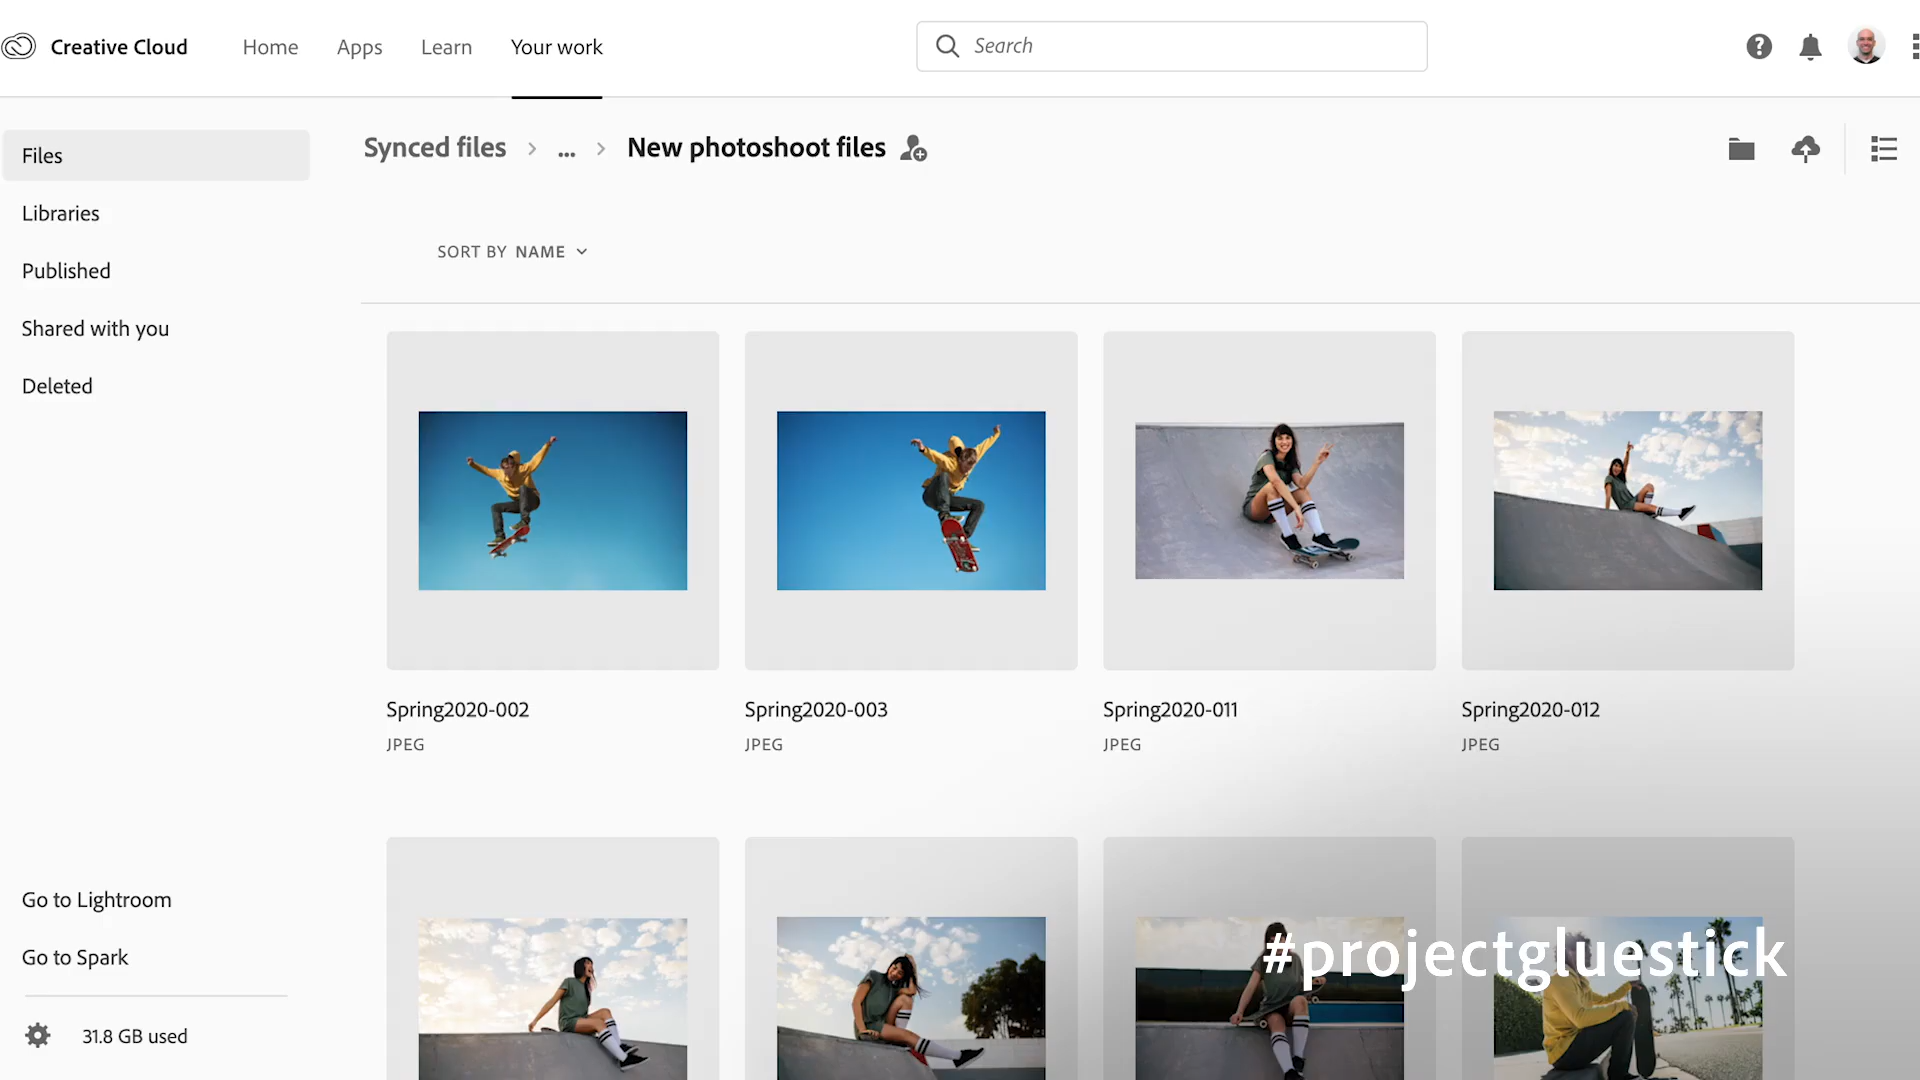 Creative Cloud
Home
Apps
Learn
Your work
Search
Files
Libraries
Published
Shared with you
Deleted
Synced files > ... > New photoshoot files
SORT BY NAME
Spring2020-002
JPEG
Spring2020-003
JPEG
Spring2020-011
JPEG
Spring2020-012
JPEG
Go to Lightroom
Go to Spark
31.8 GB used
#projectgluestick